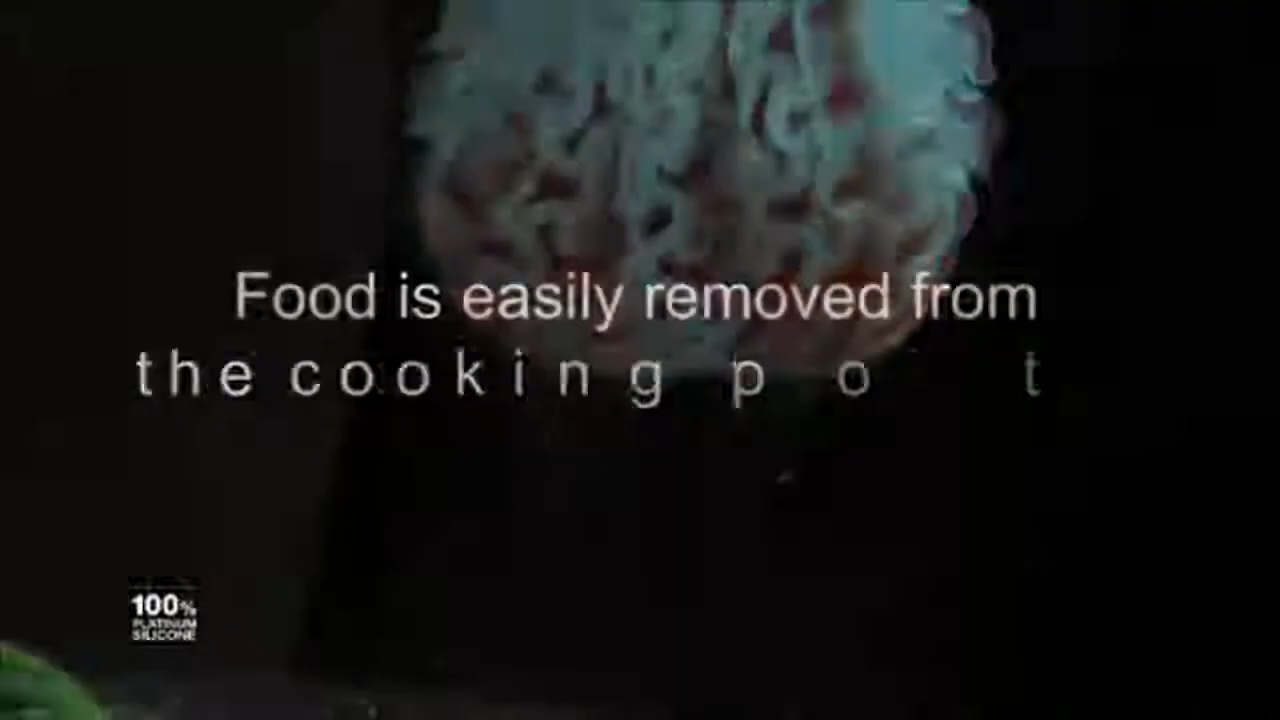 Food is easily removed from
the cooking pot
100%
PLATINUM
SILICONE